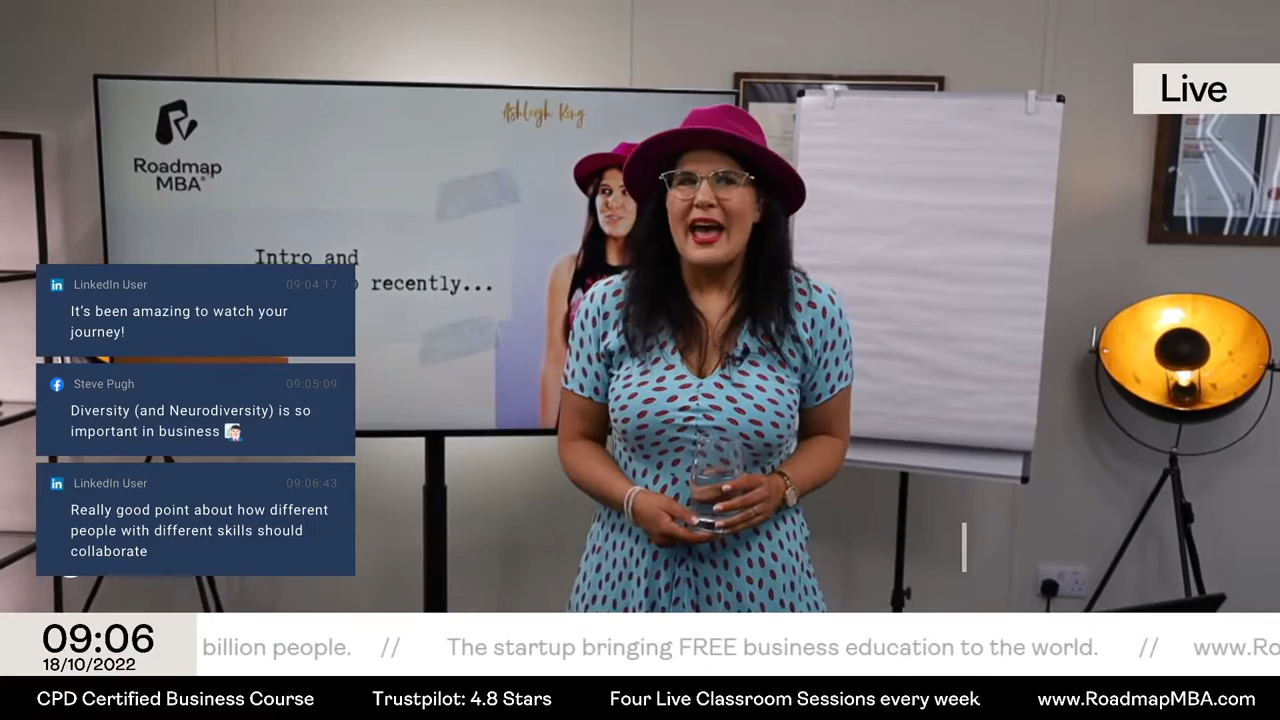 Ashleigh King
Live
Roadmap
MBA®
Intro and
recently...
LinkedIn User 09:04:17
It's been amazing to watch your
journey!
Steve Pugh 09:05:09
Diversity (and Neurodiversity) is so
important in business
LinkedIn User 09:06:43
Really good point about how different
people with different skills should
collaborate
09:06
18/10/2022
billion people. // The startup bringing FREE business education to the world. // www.Ro
CPD Certified Business Course Trustpilot: 4.8 Stars Four Live Classroom Sessions every week www.RoadmapMBA.com